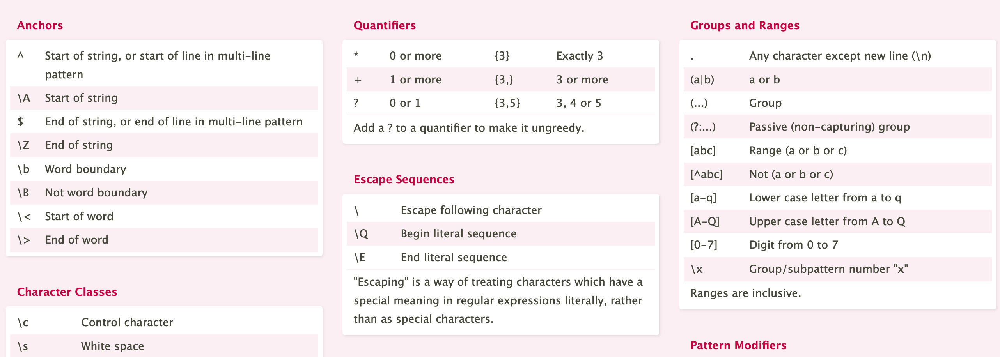 Anchors
^ Start of string, or start of line in multi-line
pattern
\A Start of string
$ End of string, or end of line in multi-line pattern
\Z End of string
\b Word boundary
\B Not word boundary
\< Start of word
\> End of word
Character Classes
\c Control character
\s White space
Quantifiers
* 0 or more {3} Exactly 3
+ 1 or more {3,} 3 or more
? 0 or 1 {3,5} 3, 4 or 5
Add a ? to a quantifier to make it ungreedy.
Escape Sequences
\ Escape following character
\Q Begin literal sequence
\E End literal sequence
"Escaping" is a way of treating characters which have a
special meaning in regular expressions literally, rather
than as special characters.
Groups and Ranges
. Any character except new line (\n)
(a|b) a or b
(...) Group
(?:...) Passive (non-capturing) group
[abc] Range (a or b or c)
[^abc] Not (a or b or c)
[a-q] Lower case letter from a to q
[A-Q] Upper case letter from A to Q
[0-7] Digit from 0 to 7
\x Group/subpattern number "x"
Ranges are inclusive.
Pattern Modifiers